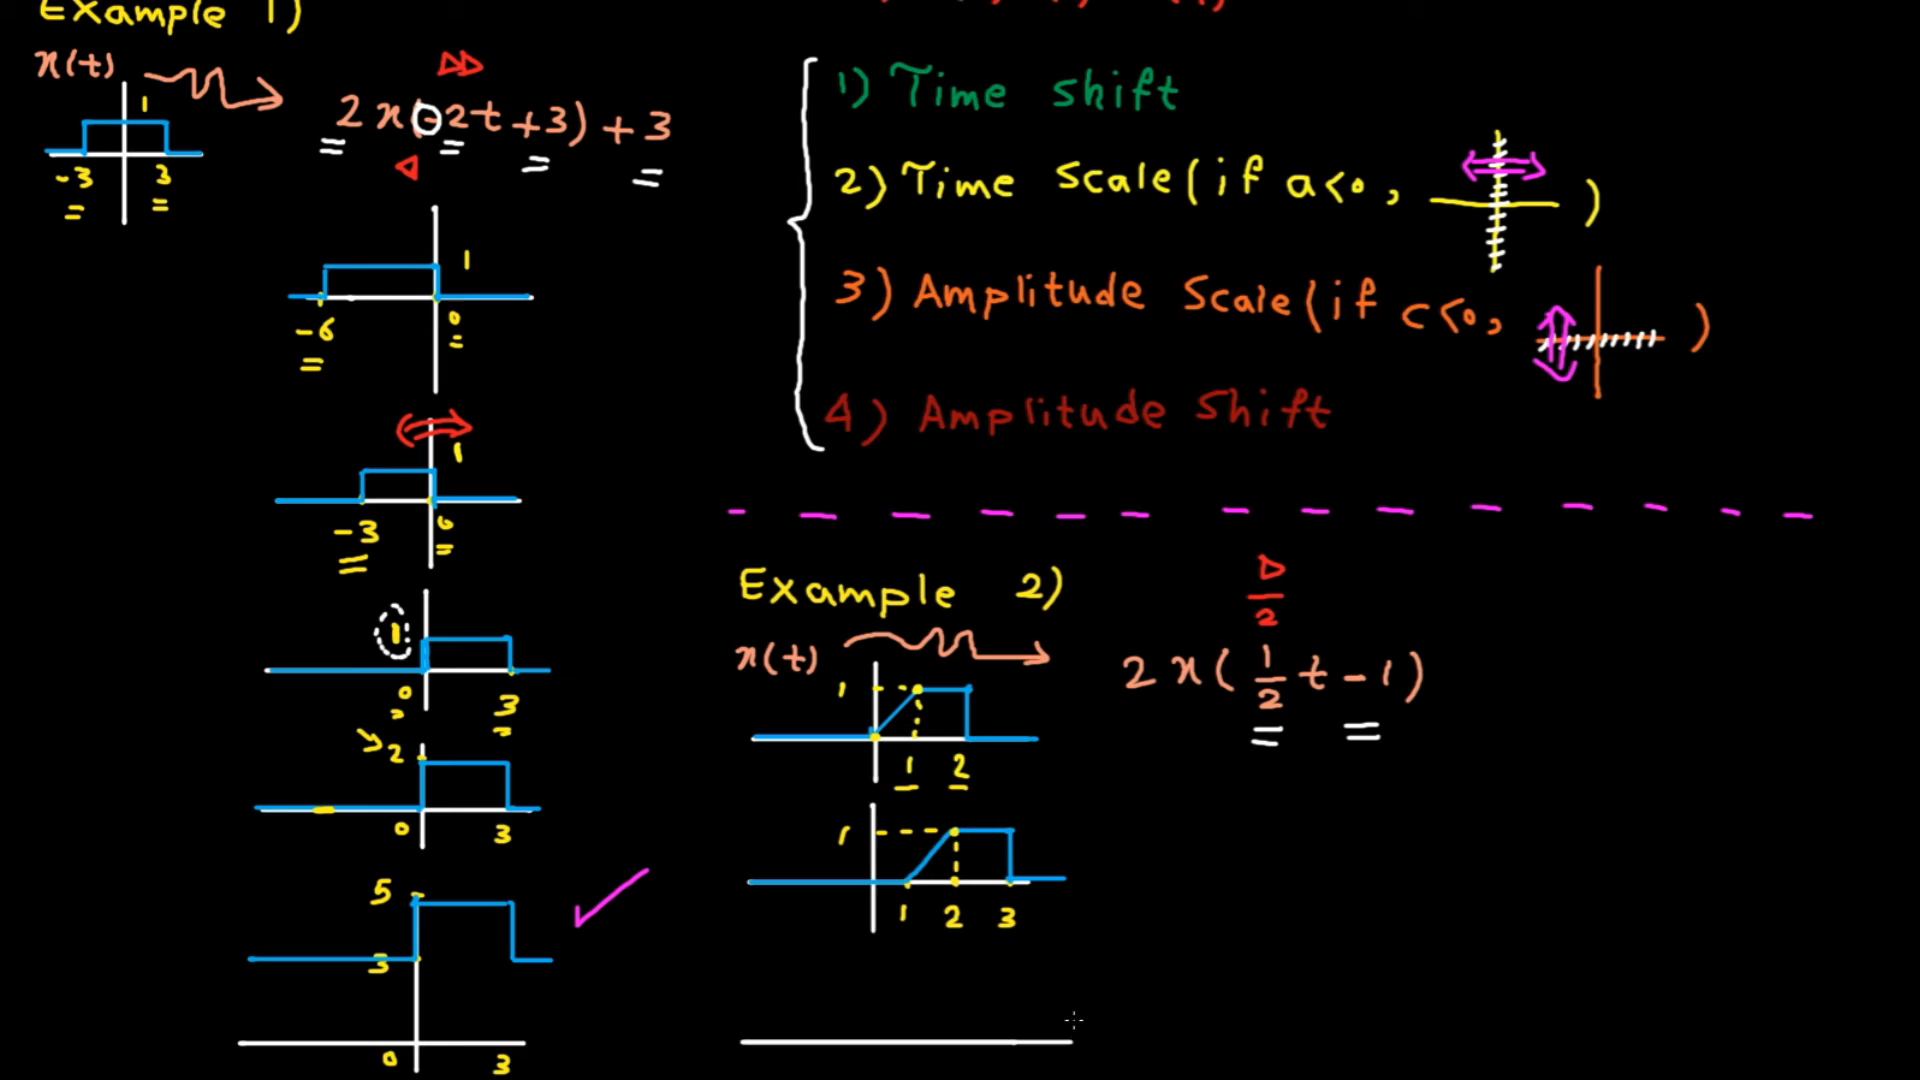 Example 1)
x(t)
2x(-2t+3)+3
1
-3 3
1
-6 0
1
-3 0
1
0 3
2
0 3
5
3
0 3
1) Time shift
2) Time Scale (if a<0, )
3) Amplitude Scale (if c<0, )
4) Amplitude Shift
Example 2)
x(t)
2x(1/2 t - 1)
2
1
1 2
1
1 2 3